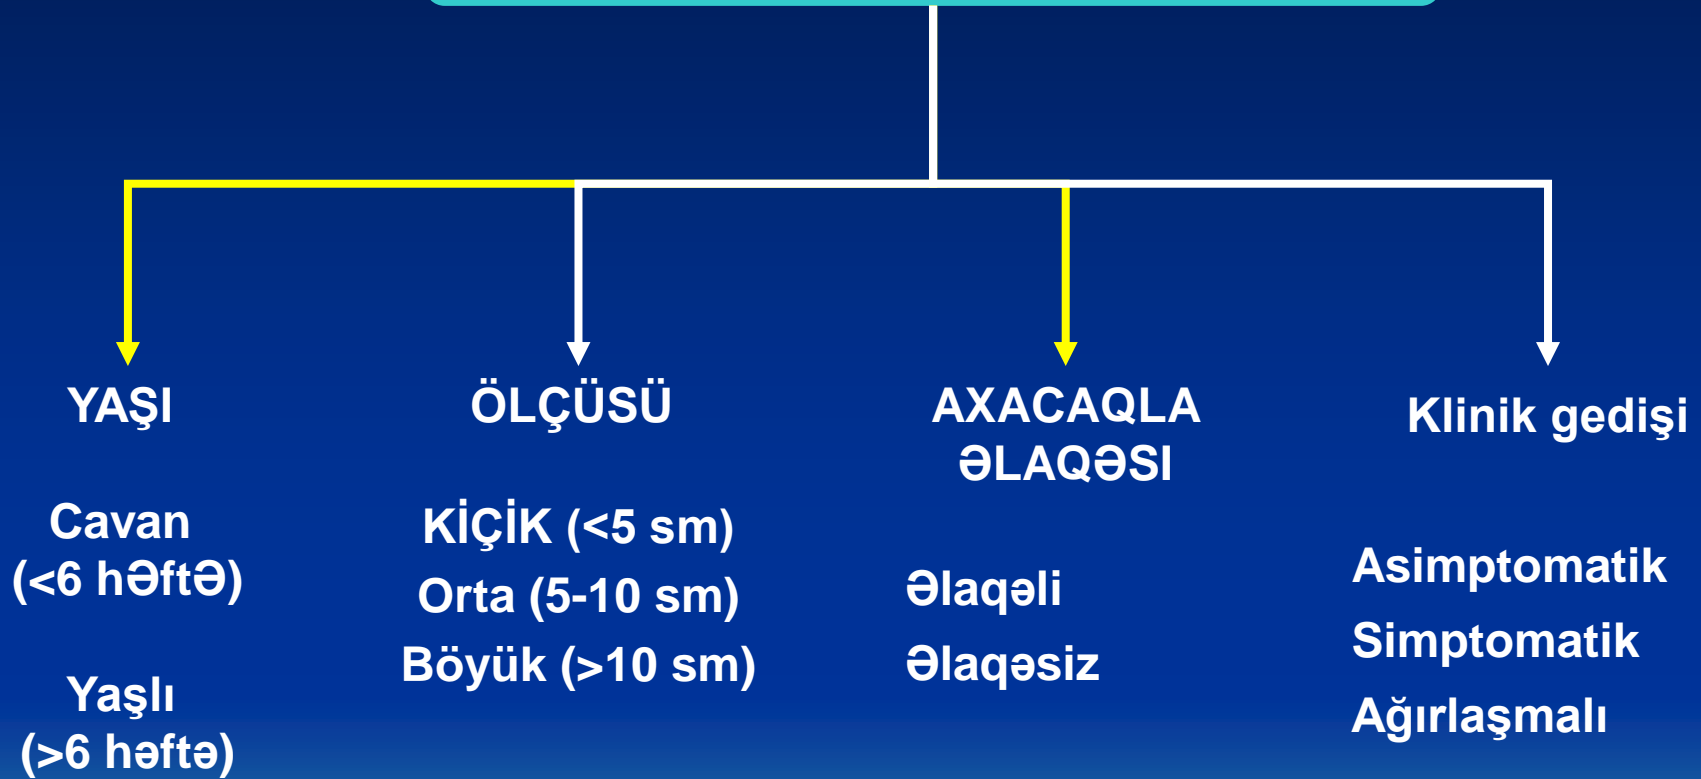 YAŞI
Cavan
(<6 hƏftƏ)
Yaşlı
(>6 həftə)
ÖLÇÜSÜ
KİÇİK (<5 sm)
Orta (5-10 sm)
Böyük (>10 sm)
AXACAQLA
ƏLAQƏSI
Əlaqəli
Əlaqəsiz
Klinik gedişi
Asimptomatik
Simptomatik
Ağırlaşmalı